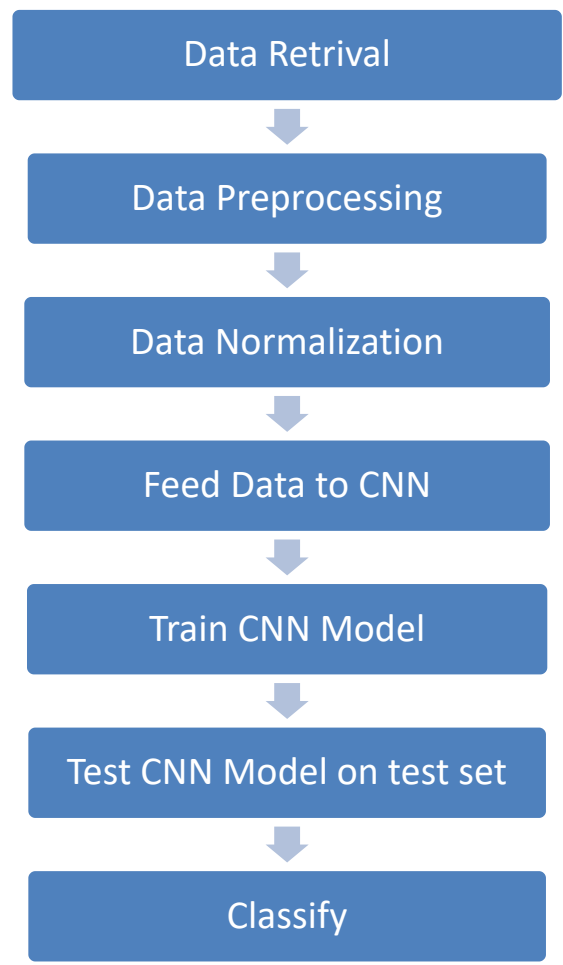 Data Retrival
Data Preprocessing
Data Normalization
Feed Data to CNN
Train CNN Model
Test CNN Model on test set
Classify